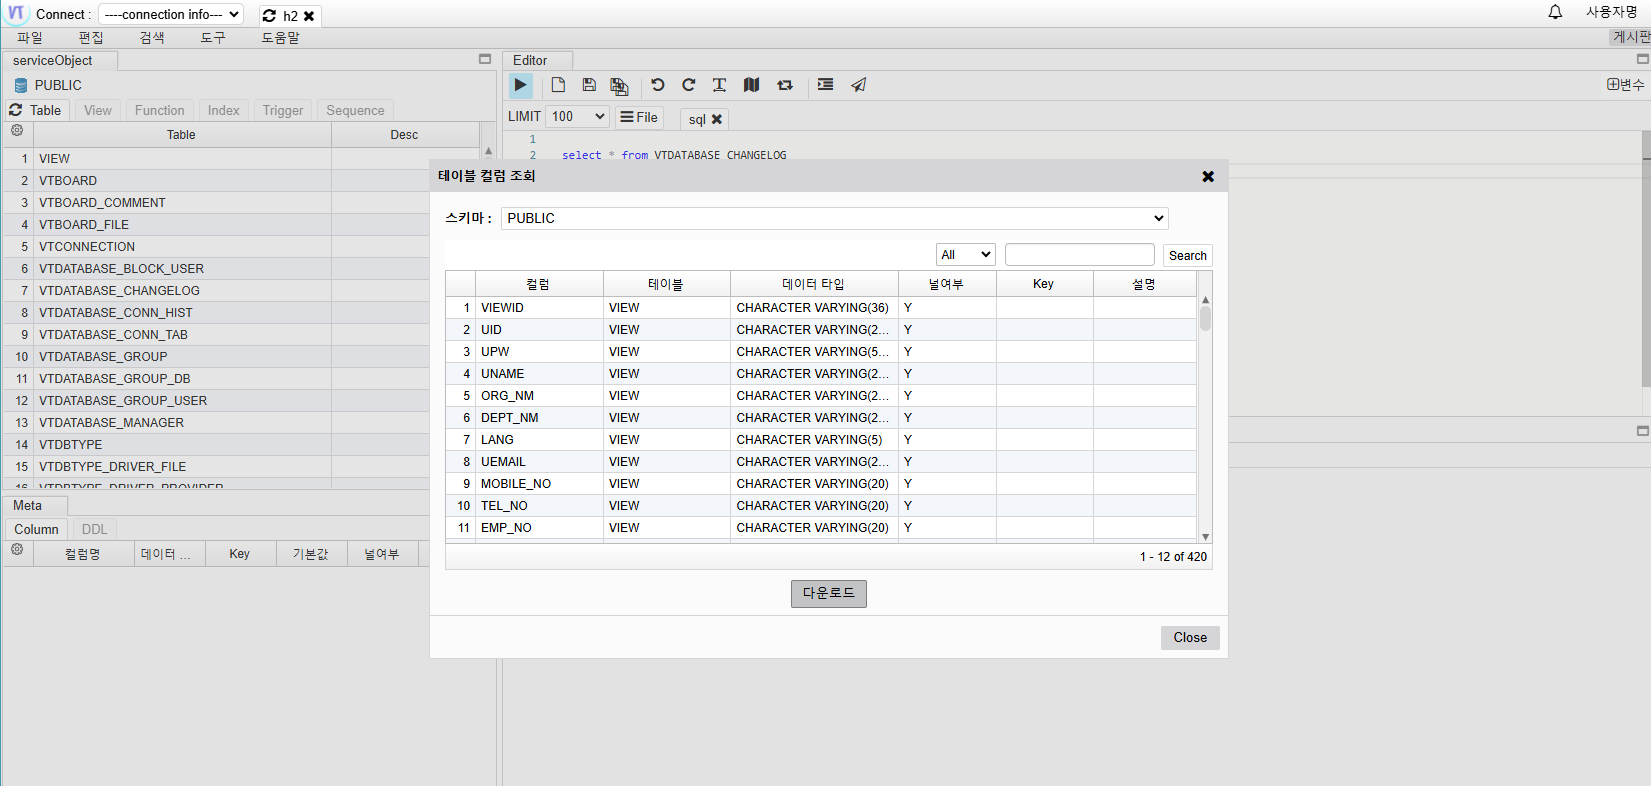 VT Connect : ----connection info--- h2 사용자명
파일 편집 검색 도구 도움말 게시판
serviceObject
PUBLIC
Table View Function Index Trigger Sequence
Table Desc
1 VIEW
2 VTBOARD
3 VTBOARD_COMMENT
4 VTBOARD_FILE
5 VTCONNECTION
6 VTDATABASE_BLOCK_USER
7 VTDATABASE_CHANGELOG
8 VTDATABASE_CONN_HIST
9 VTDATABASE_CONN_TAB
10 VTDATABASE_GROUP
11 VTDATABASE_GROUP_DB
12 VTDATABASE_GROUP_USER
13 VTDATABASE_MANAGER
14 VTDBTYPE
15 VTDBTYPE_DRIVER_FILE
16 VTDBTYPE_DRIVER_PROVIDER
Meta
Column DDL
컬럼명 데이터 ... Key 기본값 널여부
Editor
변수
LIMIT 100 File sql
1
2 select * from VTDATABASE_CHANGELOG
테이블 컬럼 조회
스키마 : PUBLIC
All Search
컬럼 테이블 데이터 타입 널여부 Key 설명
1 VIEWID VIEW CHARACTER VARYING(36) Y
2 UID VIEW CHARACTER VARYING(2... Y
3 UPW VIEW CHARACTER VARYING(5... Y
4 UNAME VIEW CHARACTER VARYING(2... Y
5 ORG_NM VIEW CHARACTER VARYING(2... Y
6 DEPT_NM VIEW CHARACTER VARYING(2... Y
7 LANG VIEW CHARACTER VARYING(5) Y
8 UEMAIL VIEW CHARACTER VARYING(2... Y
9 MOBILE_NO VIEW CHARACTER VARYING(20) Y
10 TEL_NO VIEW CHARACTER VARYING(20) Y
11 EMP_NO VIEW CHARACTER VARYING(20) Y
1 - 12 of 420
다운로드
Close